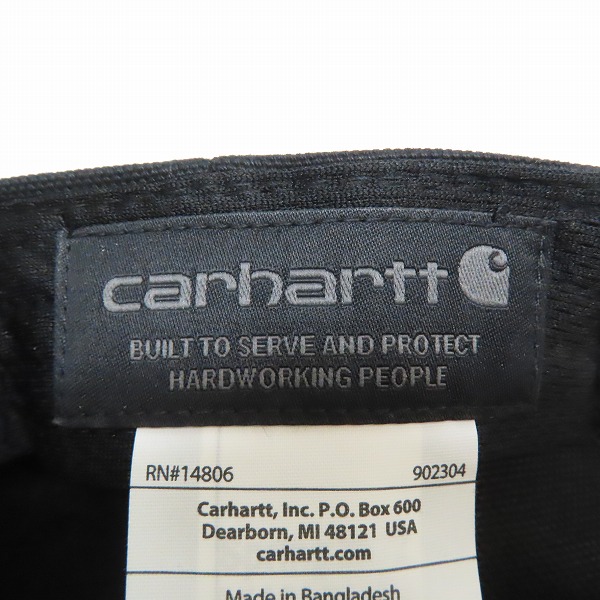 carhartt
BUILT TO SERVE AND PROTECT
HARDWORKING PEOPLE
RN#14806 902304
Carhartt, Inc. P.O. Box 600
Dearborn, MI 48121 USA
carhartt.com
Made in Bangladesh